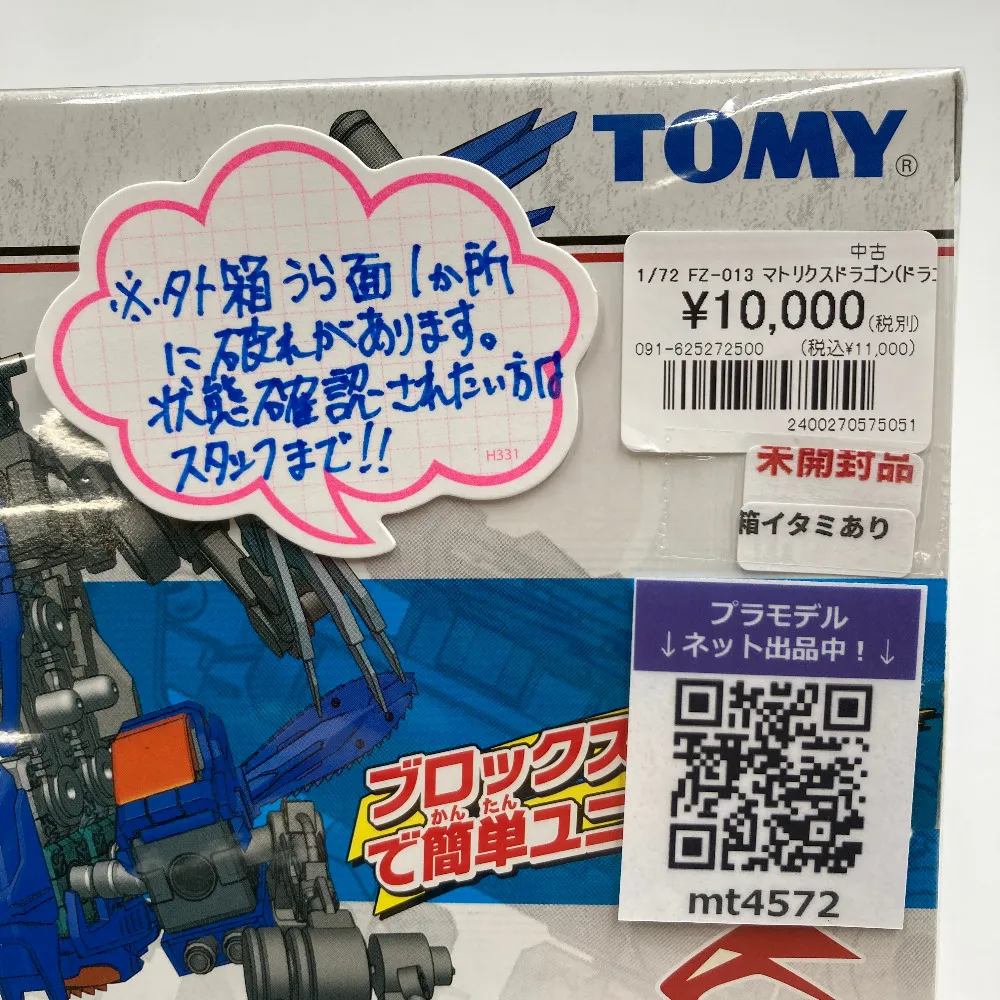 TOMY®
※外箱うら面1か所
に破れがあります。
状態確認されたい方は
スタッフまで!!
H331
中古
1/72 FZ-013 マトリクスドラゴン(ドラゴ
¥10,000(税別)
091-625272500 (税込¥11,000)
2400270575051
未開封品
箱イタミあり
プラモデル
↓ネット出品中!↓
mt4572
ブロックス
かんたん
で簡単ユニ